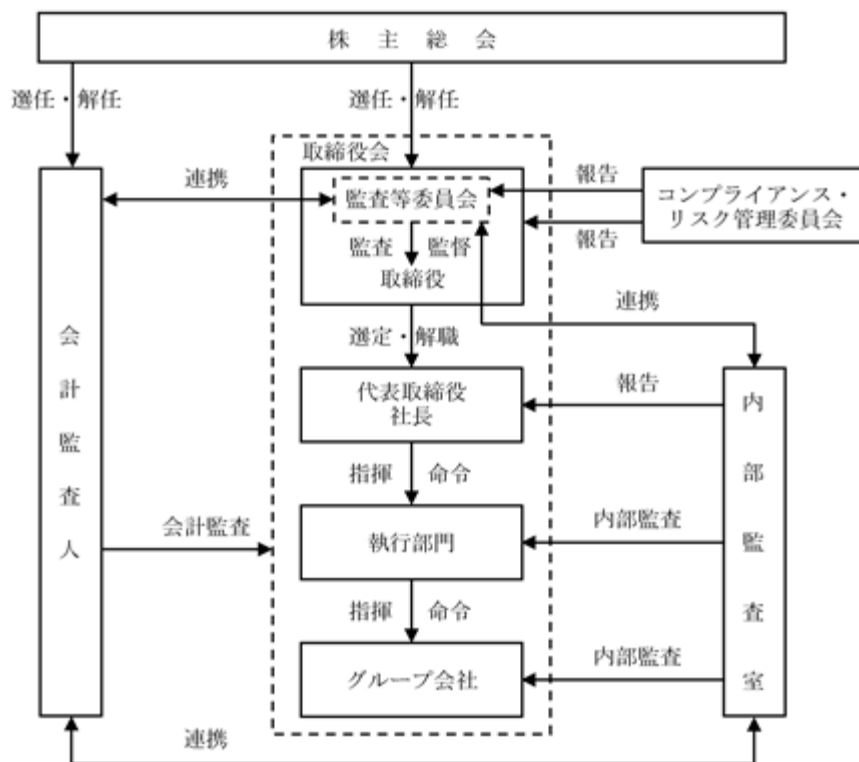 株主総会
選任・解任
選任・解任
取締役会
連携
監査等委員会
報告
コンプライアンス・
リスク管理委員会
報告
監査 監督
取締役
連携
選定・解職
代表取締役
社長
報告
会計監査人
内部監査室
指揮 命令
会計監査
執行部門
内部監査
指揮 命令
グループ会社
内部監査
連携